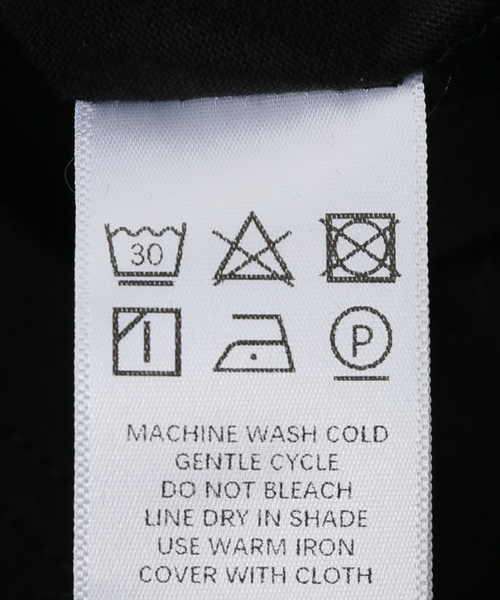 30
P
MACHINE WASH COLD
GENTLE CYCLE
DO NOT BLEACH
LINE DRY IN SHADE
USE WARM IRON
COVER WITH CLOTH